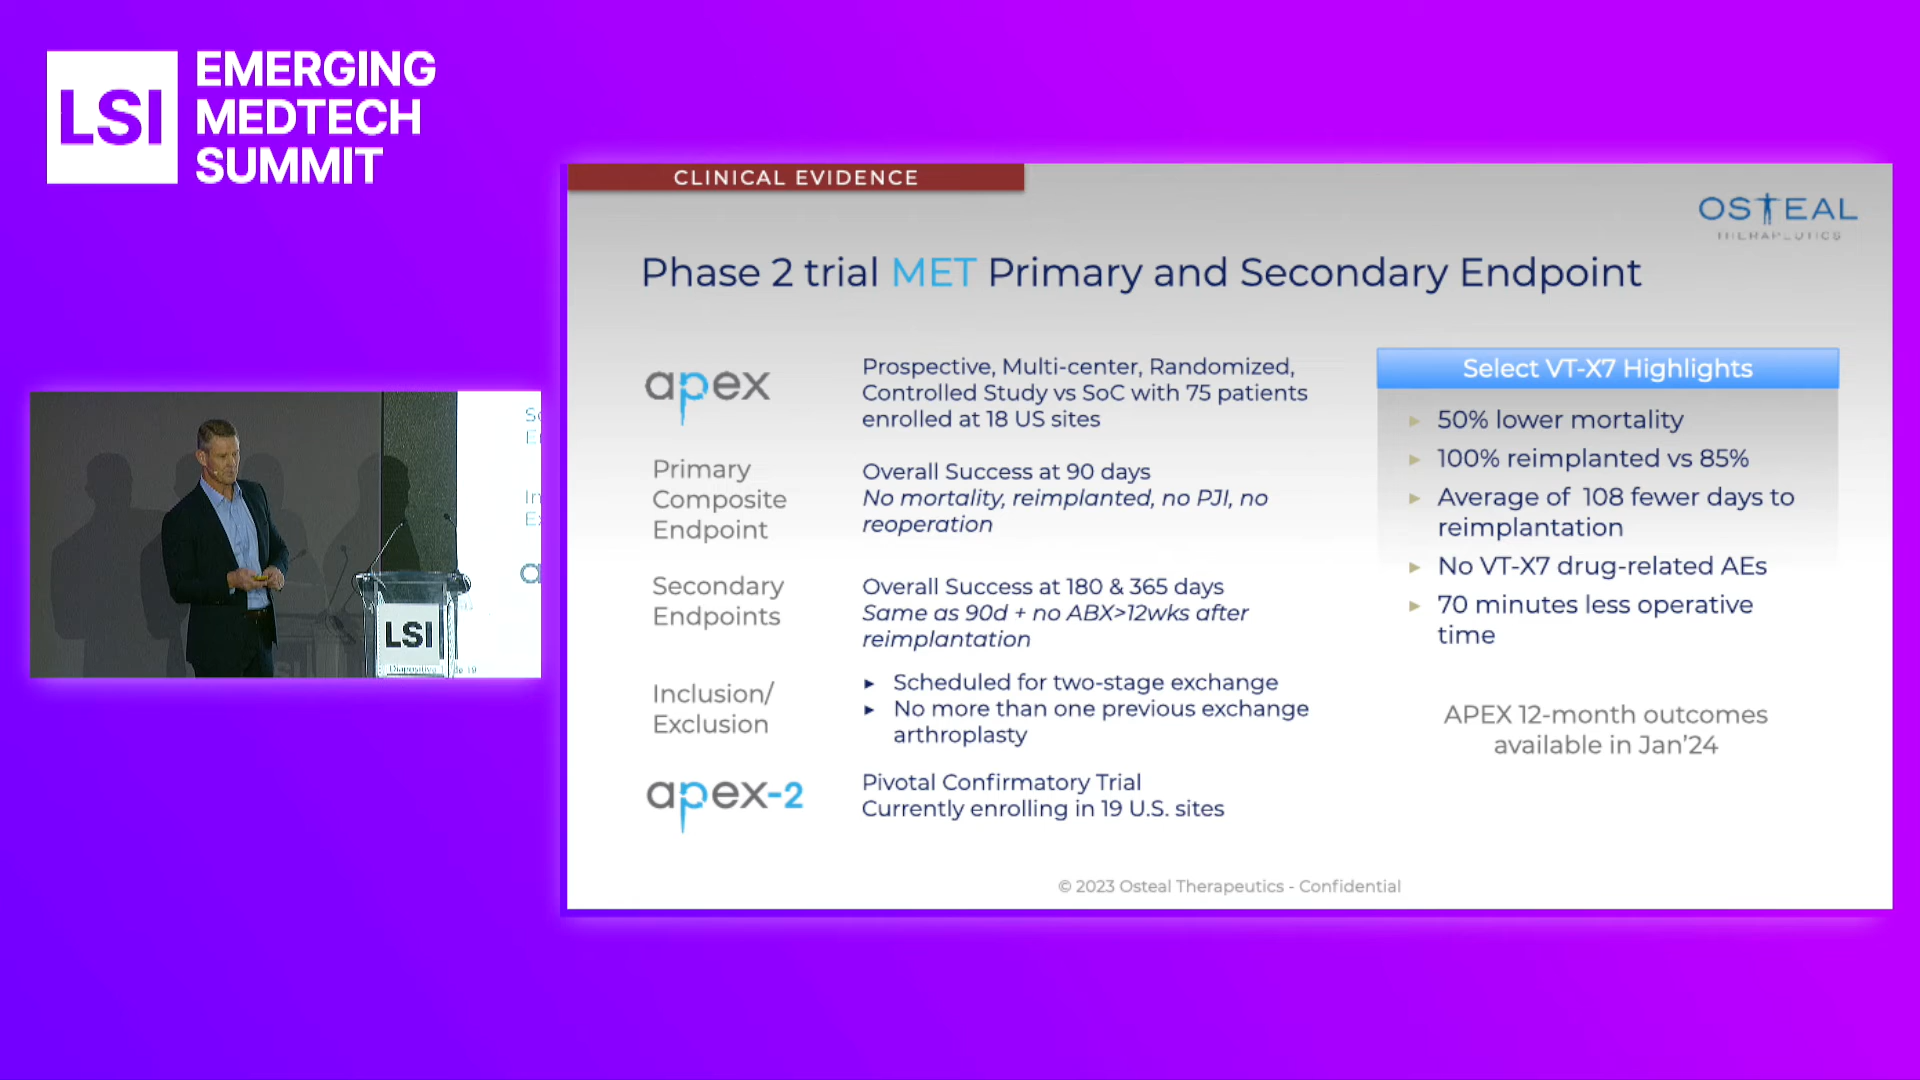 LSI
EMERGING
MEDTECH
SUMMIT
CLINICAL EVIDENCE
OSTEAL
THERAPEUTICS
Phase 2 trial MET Primary and Secondary Endpoint
apex
Prospective, Multi-center, Randomized,
Controlled Study vs SoC with 75 patients
enrolled at 18 US sites
Primary
Composite
Endpoint
Overall Success at 90 days
No mortality, reimplanted, no PJI, no
reoperation
Secondary
Endpoints
Overall Success at 180 & 365 days
Same as 90d + no ABX>12wks after
reimplantation
Inclusion/
Exclusion
▸ Scheduled for two-stage exchange
▸ No more than one previous exchange
arthroplasty
apex-2
Pivotal Confirmatory Trial
Currently enrolling in 19 U.S. sites
Select VT-X7 Highlights
▸ 50% lower mortality
▸ 100% reimplanted vs 85%
▸ Average of 108 fewer days to
reimplantation
▸ No VT-X7 drug-related AEs
▸ 70 minutes less operative
time
APEX 12-month outcomes
available in Jan'24
© 2023 Osteal Therapeutics - Confidential
LSI